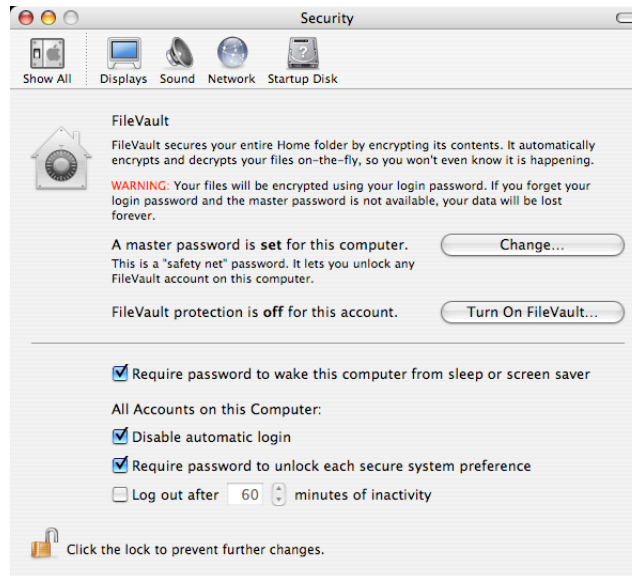 Security
Show All
Displays
Sound
Network
Startup Disk
FileVault
FileVault secures your entire Home folder by encrypting its contents. It automatically
encrypts and decrypts your files on-the-fly, so you won't even know it is happening.
WARNING: Your files will be encrypted using your login password. If you forget your
login password and the master password is not available, your data will be lost
forever.
A master password is set for this computer.
Change...
This is a "safety net" password. It lets you unlock any
FileVault account on this computer.
FileVault protection is off for this account.
Turn On FileVault...
Require password to wake this computer from sleep or screen saver
All Accounts on this Computer:
Disable automatic login
Require password to unlock each secure system preference
Log out after 60 minutes of inactivity
Click the lock to prevent further changes.